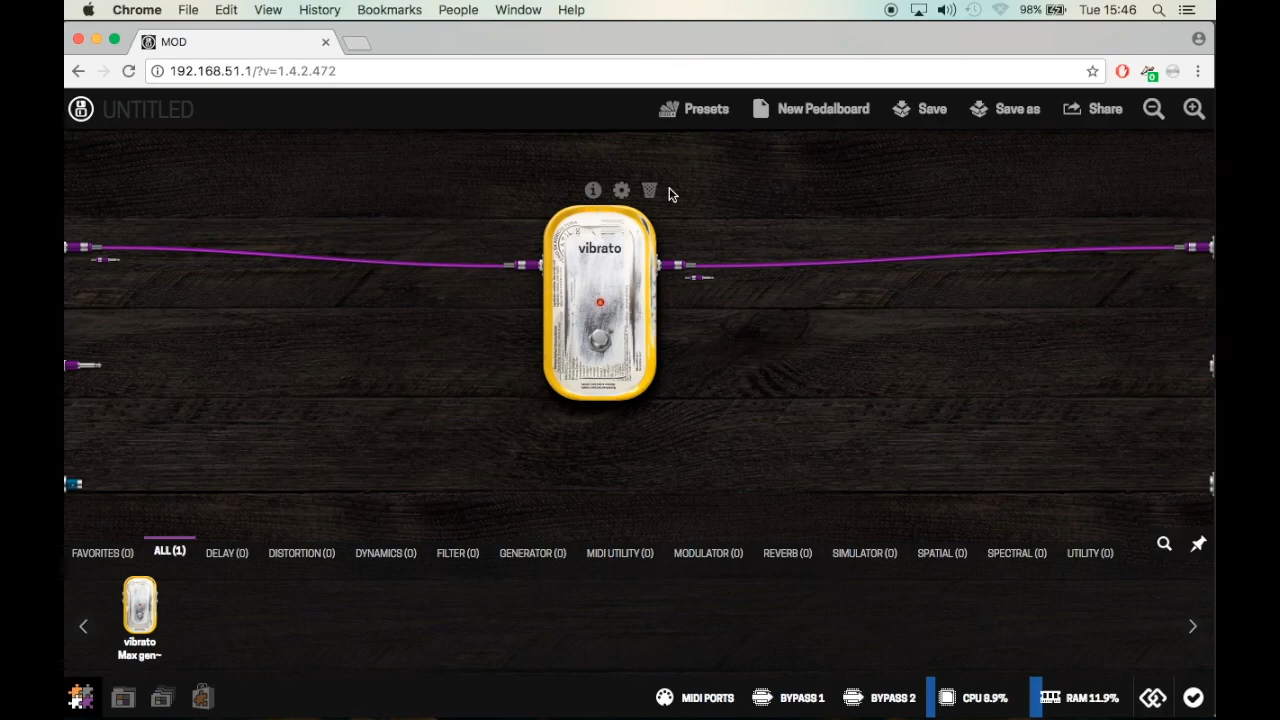 Chrome File Edit View History Bookmarks People Window Help 98% Tue 15:46
MOD
192.168.51.1/?v=1.4.2.472
0
UNTITLED Presets New Pedalboard Save Save as Share
vibrato
FAVORITES (0) ALL (1) DELAY (0) DISTORTION (0) DYNAMICS (0) FILTER (0) GENERATOR (0) MIDI UTILITY (0) MODULATOR (0) REVERB (0) SIMULATOR (0) SPATIAL (0) SPECTRAL (0) UTILITY (0)
vibrato
Max gen~
MIDI PORTS BYPASS 1 BYPASS 2 CPU 8.9% RAM 11.9%